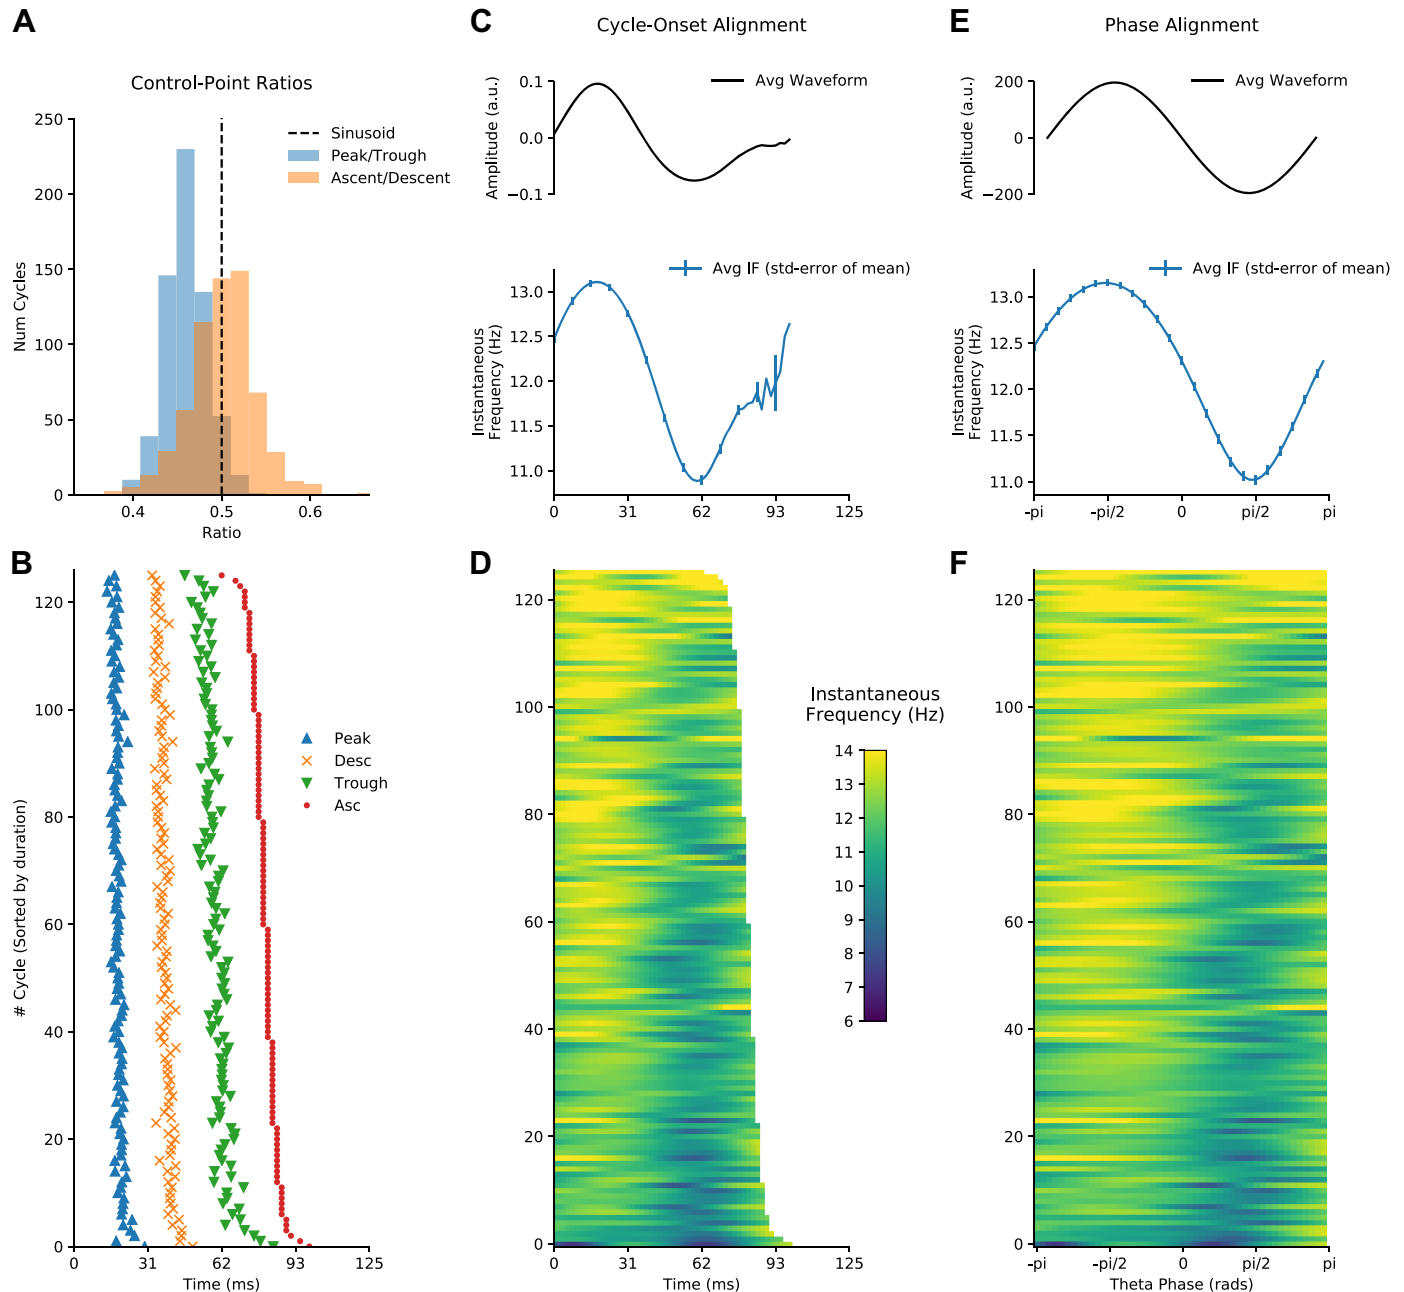 A
Control-Point Ratios
250
200
150
100
50
0
Num Cycles
0.4
0.5
0.6
Ratio
Sinusoid
Peak/Trough
Ascent/Descent
B
120
100
80
60
40
20
0
# Cycle (Sorted by duration)
0
31
62
93
125
Time (ms)
Peak
Desc
Trough
Asc
C
Cycle-Onset Alignment
Avg Waveform
0.1
0.0
−0.1
Amplitude (a.u.)
Avg IF (std-error of mean)
13.0
12.5
12.0
11.5
11.0
Instantaneous
Frequency (Hz)
0
31
62
93
125
D
120
100
80
60
40
20
0
0
31
62
93
125
Time (ms)
Instantaneous
Frequency (Hz)
14
13
12
11
10
9
8
7
6
E
Phase Alignment
Avg Waveform
200
0
−200
Amplitude (a.u.)
Avg IF (std-error of mean)
13.0
12.5
12.0
11.5
11.0
Instantaneous
Frequency (Hz)
-pi
-pi/2
0
pi/2
pi
F
120
100
80
60
40
20
0
-pi
-pi/2
0
pi/2
pi
Theta Phase (rads)